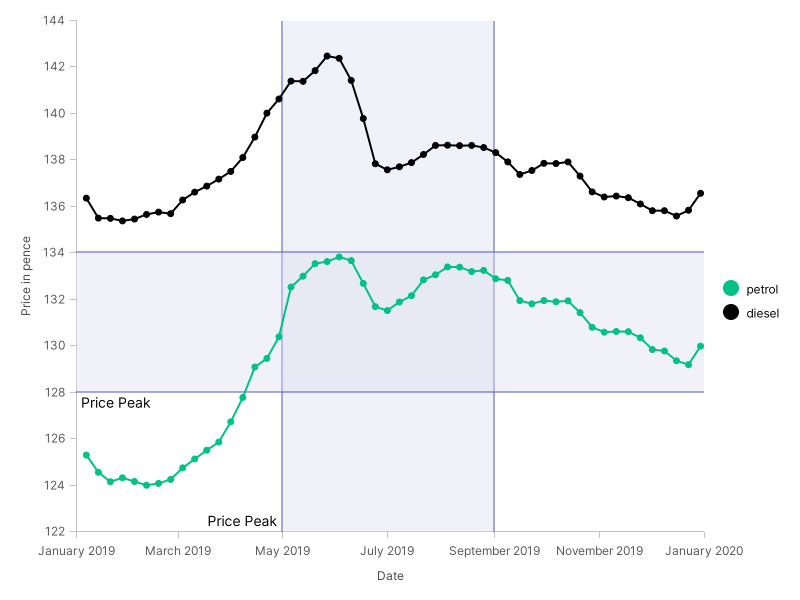 144
142
140
138
136
134
132
130
128
126
124
122
Price in pence
Price Peak
Price Peak
January 2019 March 2019 May 2019 July 2019 September 2019 November 2019 January 2020
Date
petrol
diesel